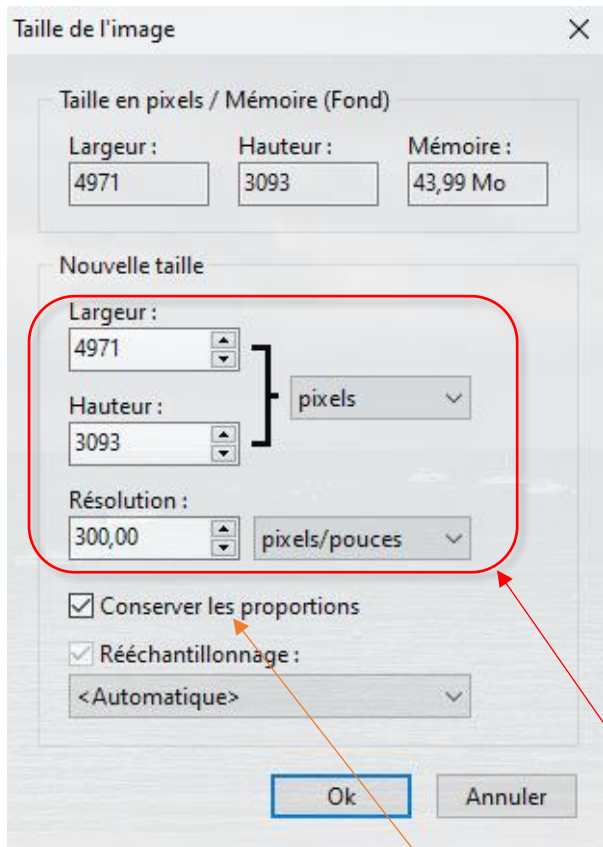 Taille de l'image
Taille en pixels / Mémoire (Fond)
Largeur : Hauteur : Mémoire :
4971 3093 43,99 Mo
Nouvelle taille
Largeur :
4971
pixels
Hauteur :
3093
Résolution :
300,00 pixels/pouces
Conserver les proportions
Rééchantillonnage :
<Automatique>
Ok Annuler